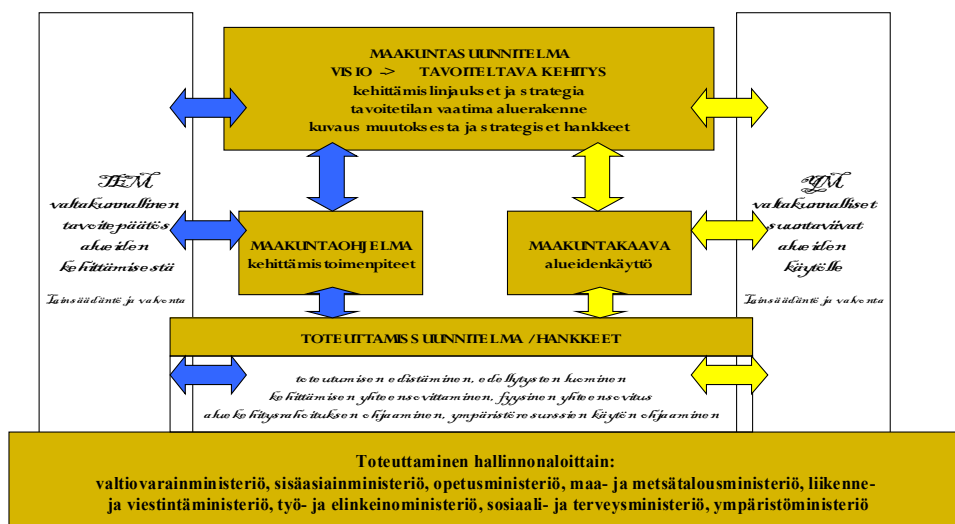 MAAKUNTASUUNNITELMA
VISIO -> TAVOITELTAVA KEHITYS
kehittämislinjaukset ja strategia
tavoitetilan vaatima aluerakenne
kuvaus muutoksesta ja strategiset hankkeet
TEM
valtakunnallinen
tavoitepäätös
alueiden
kehittämisestä
Lainsäädäntö ja valvonta
YM
valtakunnalliset
suuntaviivat
alueiden
käytölle
Lainsäädäntö ja valvonta
MAAKUNTAOHJELMA
kehittämistoimenpiteet
MAAKUNTAKAAVA
alueidenkäyttö
TOTEUTTAMISSUUNNITELMA /HANKKEET
toteutumisen edistäminen, edellytysten luominen
kehittämisen yhteensovittaminen, fyysinen yhteensovitus
aluekehitysrahoituksen ohjaaminen, ympäristöresurssien käytön ohjaaminen
Toteuttaminen hallinnonaloittain:
valtiovarainministeriö, sisäasiainministeriö, opetusministeriö, maa- ja metsätalousministeriö, liikenne-
ja viestintäministeriö, työ- ja elinkeinoministeriö, sosiaali- ja terveysministeriö, ympäristöministeriö